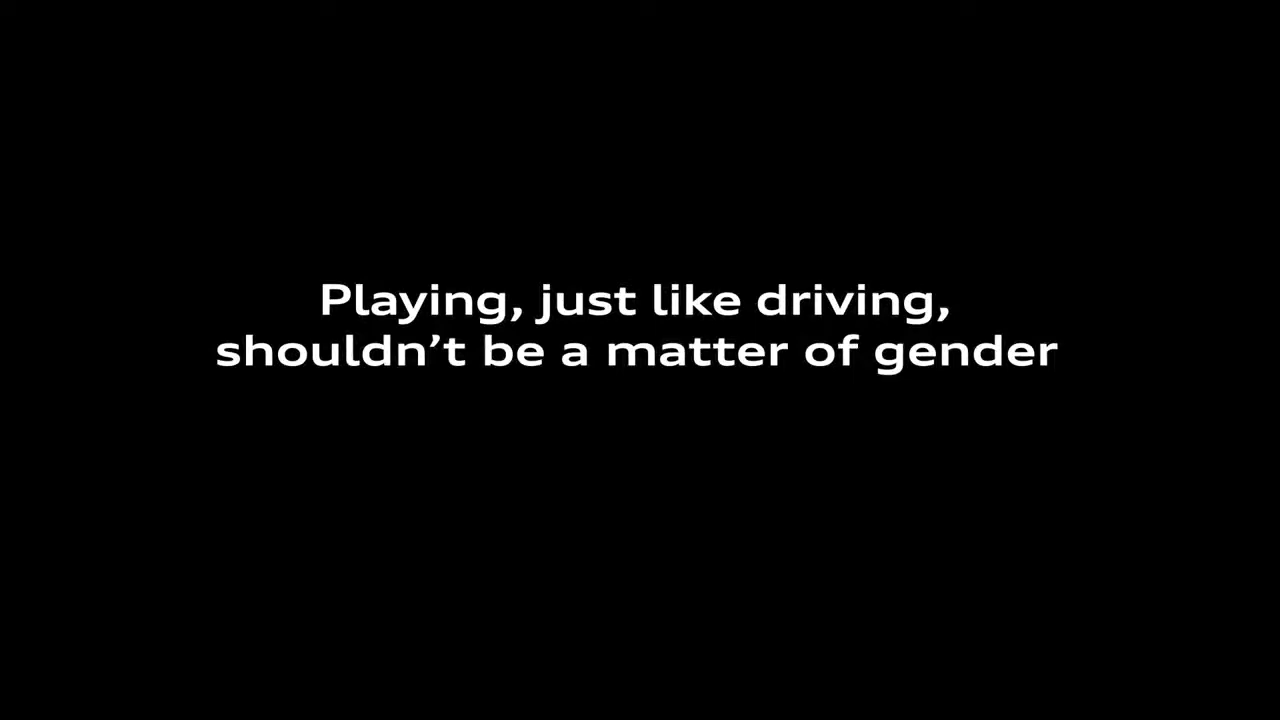 Playing, just like driving,
shouldn’t be a matter of gender